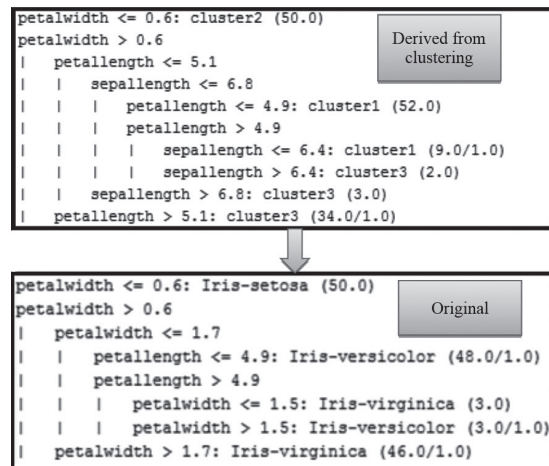 petalwidth <= 0.6: cluster2 (50.0)
petalwidth > 0.6
| petallength <= 5.1
| | sepallength <= 6.8
| | | petallength <= 4.9: cluster1 (52.0)
| | | petallength > 4.9
| | | | sepallength <= 6.4: cluster1 (9.0/1.0)
| | | | sepallength > 6.4: cluster3 (2.0)
| | sepallength > 6.8: cluster3 (3.0)
| petallength > 5.1: cluster3 (34.0/1.0)
Derived from
clustering
petalwidth <= 0.6: Iris-setosa (50.0)
petalwidth > 0.6
| petalwidth <= 1.7
| | petallength <= 4.9: Iris-versicolor (48.0/1.0)
| | petallength > 4.9
| | | petalwidth <= 1.5: Iris-virginica (3.0)
| | | petalwidth > 1.5: Iris-versicolor (3.0/1.0)
| petalwidth > 1.7: Iris-virginica (46.0/1.0)
Original